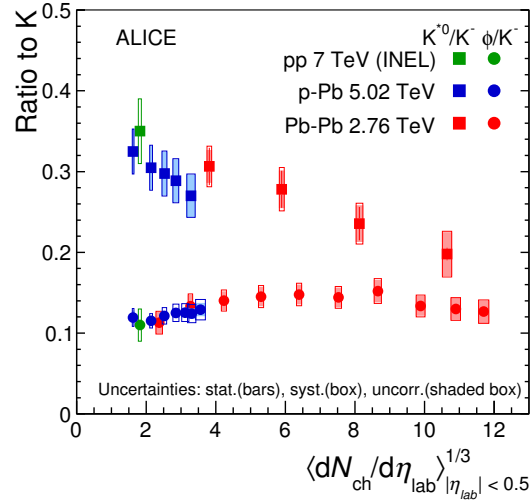 Ratio to K
0.5
0.4
0.3
0.2
0.1
0
ALICE
K*0/K- ϕ/K-
pp 7 TeV (INEL)
p-Pb 5.02 TeV
Pb-Pb 2.76 TeV
Uncertainties: stat.(bars), syst.(box), uncorr.(shaded box)
0 2 4 6 8 10 12
⟨dNch/dηlab⟩1/3 |ηlab| < 0.5